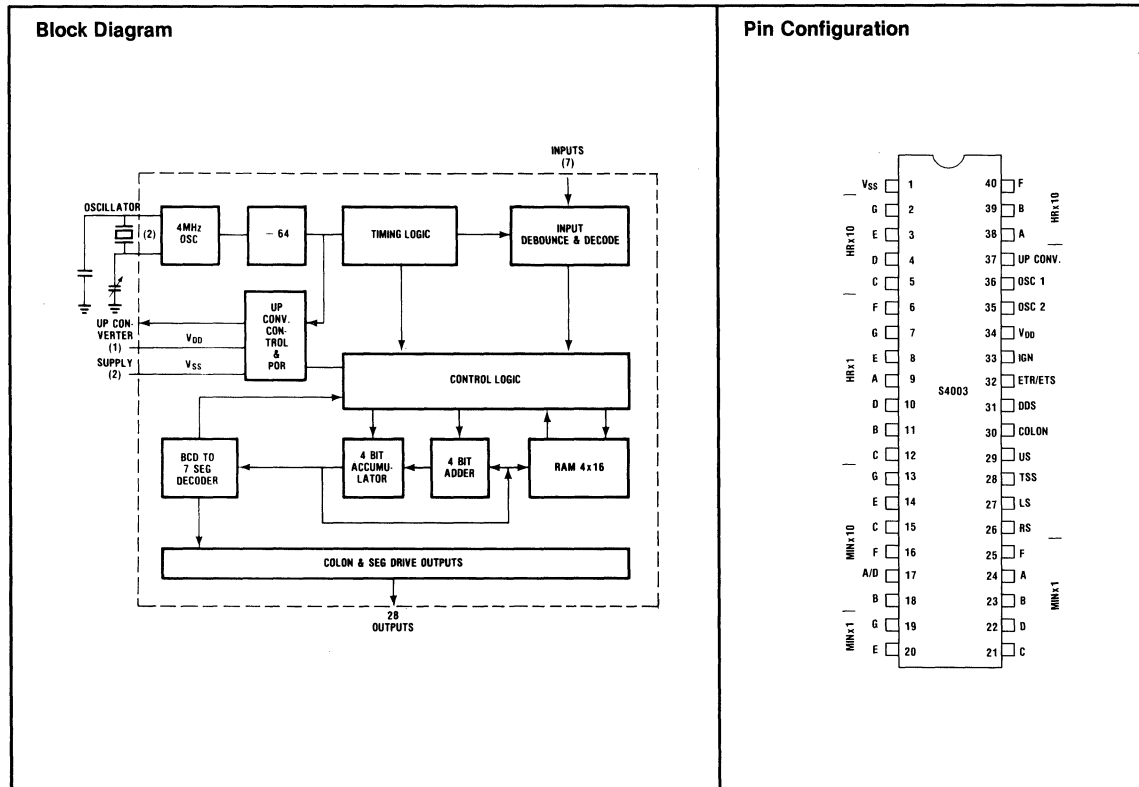 Block Diagram
INPUTS
(7)
OSCILLATOR
(2)
4MHz
OSC
– 64
TIMING LOGIC
INPUT
DEBOUNCE & DECODE
UP CON-
VERTER
(1)
SUPPLY
(2)
VDD
VSS
UP
CONV.
CON-
TROL
&
POR
CONTROL LOGIC
BCD TO
7 SEG
DECODER
4 BIT
ACCUMU-
LATOR
4 BIT
ADDER
RAM 4x16
COLON & SEG DRIVE OUTPUTS
28
OUTPUTS
Pin Configuration
S4003
VSS 1
HRx10
G 2
E 3
D 4
C 5
HRx1
F 6
G 7
E 8
A 9
D 10
B 11
C 12
MINx10
G 13
E 14
C 15
F 16
A/D 17
B 18
MINx1
G 19
E 20
40 F
39 B
38 A
HRx10
37 UP CONV.
36 OSC 1
35 OSC 2
34 VDD
33 IGN
32 ETR/ETS
31 DDS
30 COLON
29 US
28 TSS
27 LS
26 RS
25 F
24 A
23 B
22 D
21 C
MINx1